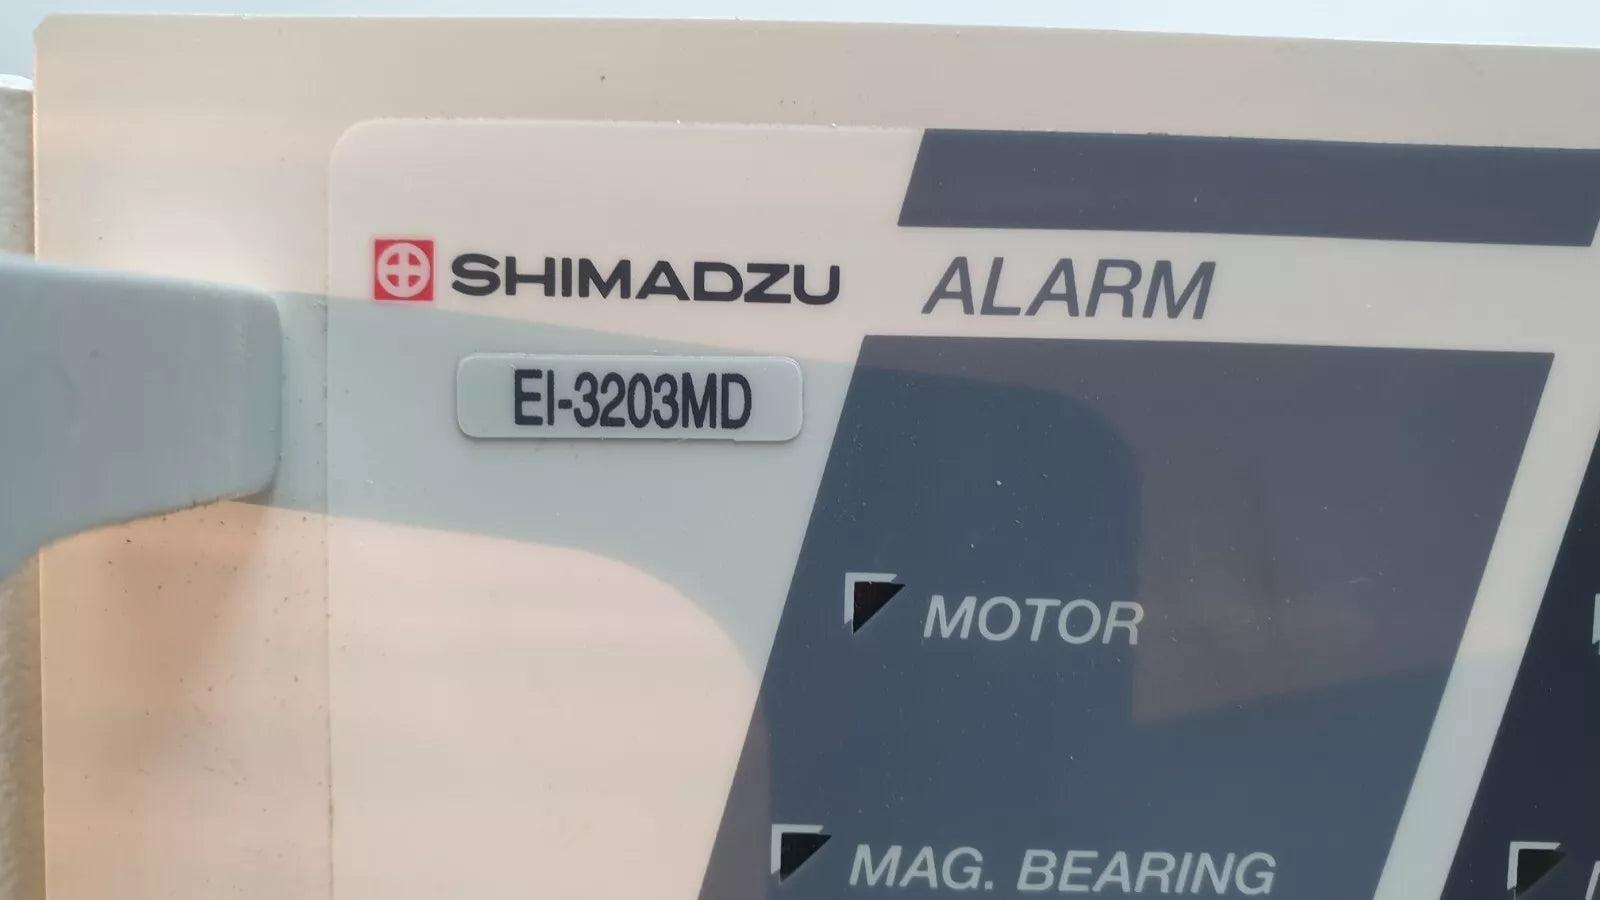 SHIMADZU
ALARM
EI-3203MD
MOTOR
MAG. BEARING